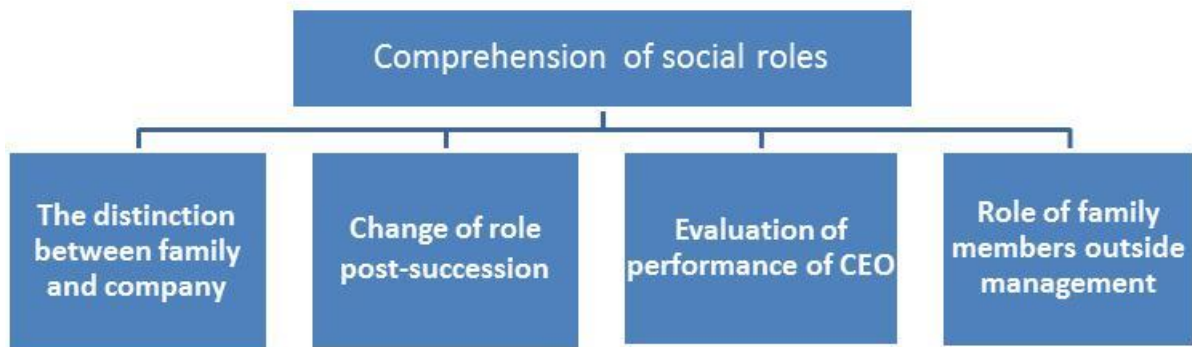 Comprehension of social roles
The distinction
between family
and company
Change of role
post-succession
Evaluation of
performance of CEO
Role of family
members outside
management